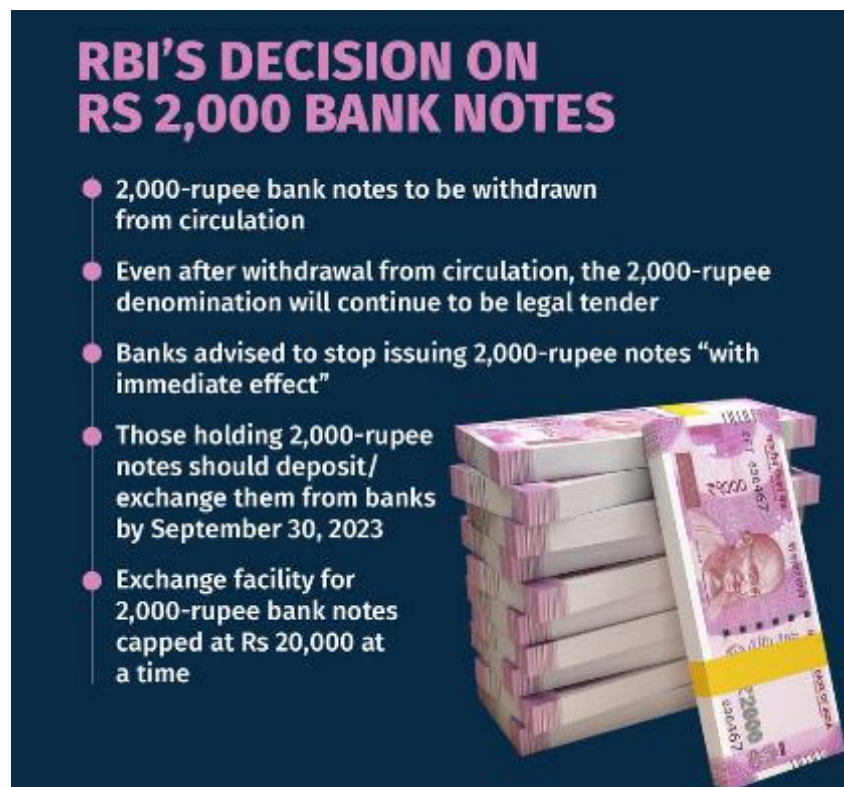 RBI'S DECISION ON
RS 2,000 BANK NOTES
2,000-rupee bank notes to be withdrawn
from circulation
Even after withdrawal from circulation, the 2,000-rupee
denomination will continue to be legal tender
Banks advised to stop issuing 2,000-rupee notes “with
immediate effect”
Those holding 2,000-rupee
notes should deposit/
exchange them from banks
by September 30, 2023
Exchange facility for
2,000-rupee bank notes
capped at Rs 20,000 at
a time
₹2000